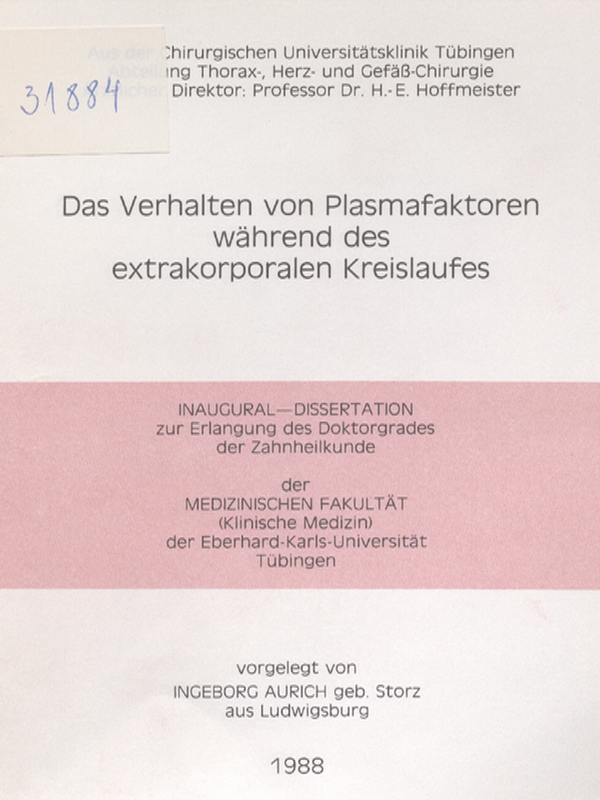 Aus der Chirurgischen Universitätsklinik Tübingen
Abteilung Thorax-, Herz- und Gefäß-Chirurgie
Direktor: Professor Dr. H.-E. Hoffmeister
31884
Das Verhalten von Plasmafaktoren
während des
extrakorporalen Kreislaufes
INAUGURAL—DISSERTATION
zur Erlangung des Doktorgrades
der Zahnheilkunde
der
MEDIZINISCHEN FAKULTÄT
(Klinische Medizin)
der Eberhard-Karls-Universität
Tübingen
vorgelegt von
INGEBORG AURICH geb. Storz
aus Ludwigsburg
1988